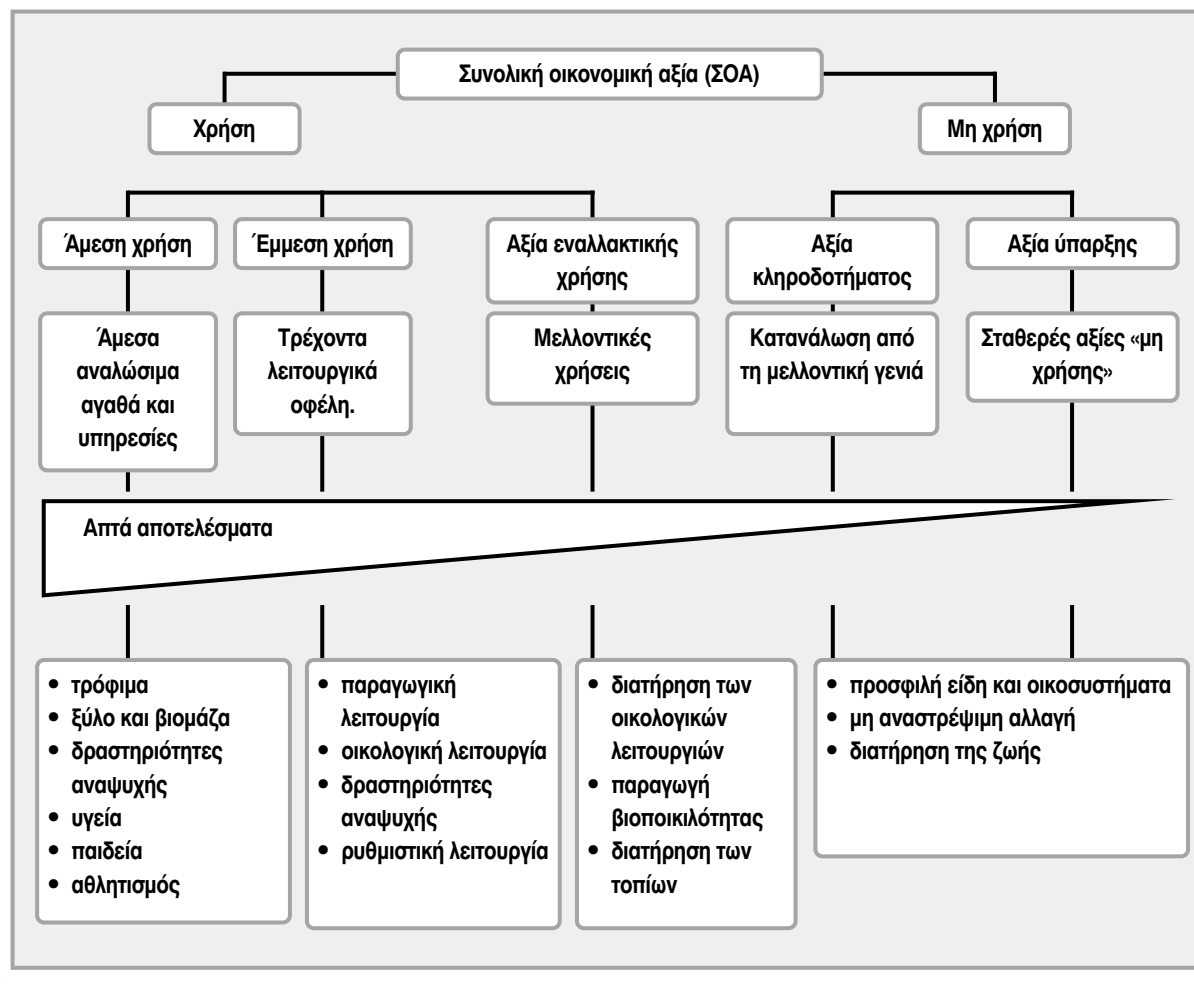 Συνολική οικονομική αξία (ΣΟΑ)
Χρήση
Μη χρήση
Άμεση χρήση
Έμμεση χρήση
Αξία εναλλακτικής
χρήσης
Αξία
κληροδοτήματος
Αξία ύπαρξης
Άμεσα
αναλώσιμα
αγαθά και
υπηρεσίες
Τρέχοντα
λειτουργικά
οφέλη.
Μελλοντικές
χρήσεις
Κατανάλωση από
τη μελλοντική γενιά
Σταθερές αξίες «μη
χρήσης»
Απτά αποτελέσματα
• τρόφιμα
• ξύλο και βιομάζα
• δραστηριότητες
αναψυχής
• υγεία
• παιδεία
• αθλητισμός
• παραγωγική
λειτουργία
• οικολογική λειτουργία
• δραστηριότητες
αναψυχής
• ρυθμιστική λειτουργία
• διατήρηση των
οικολογικών
λειτουργιών
• παραγωγή
βιοποικιλότητας
• διατήρηση των
τοπίων
• προσφιλή είδη και οικοσυστήματα
• μη αναστρέψιμη αλλαγή
• διατήρηση της ζωής